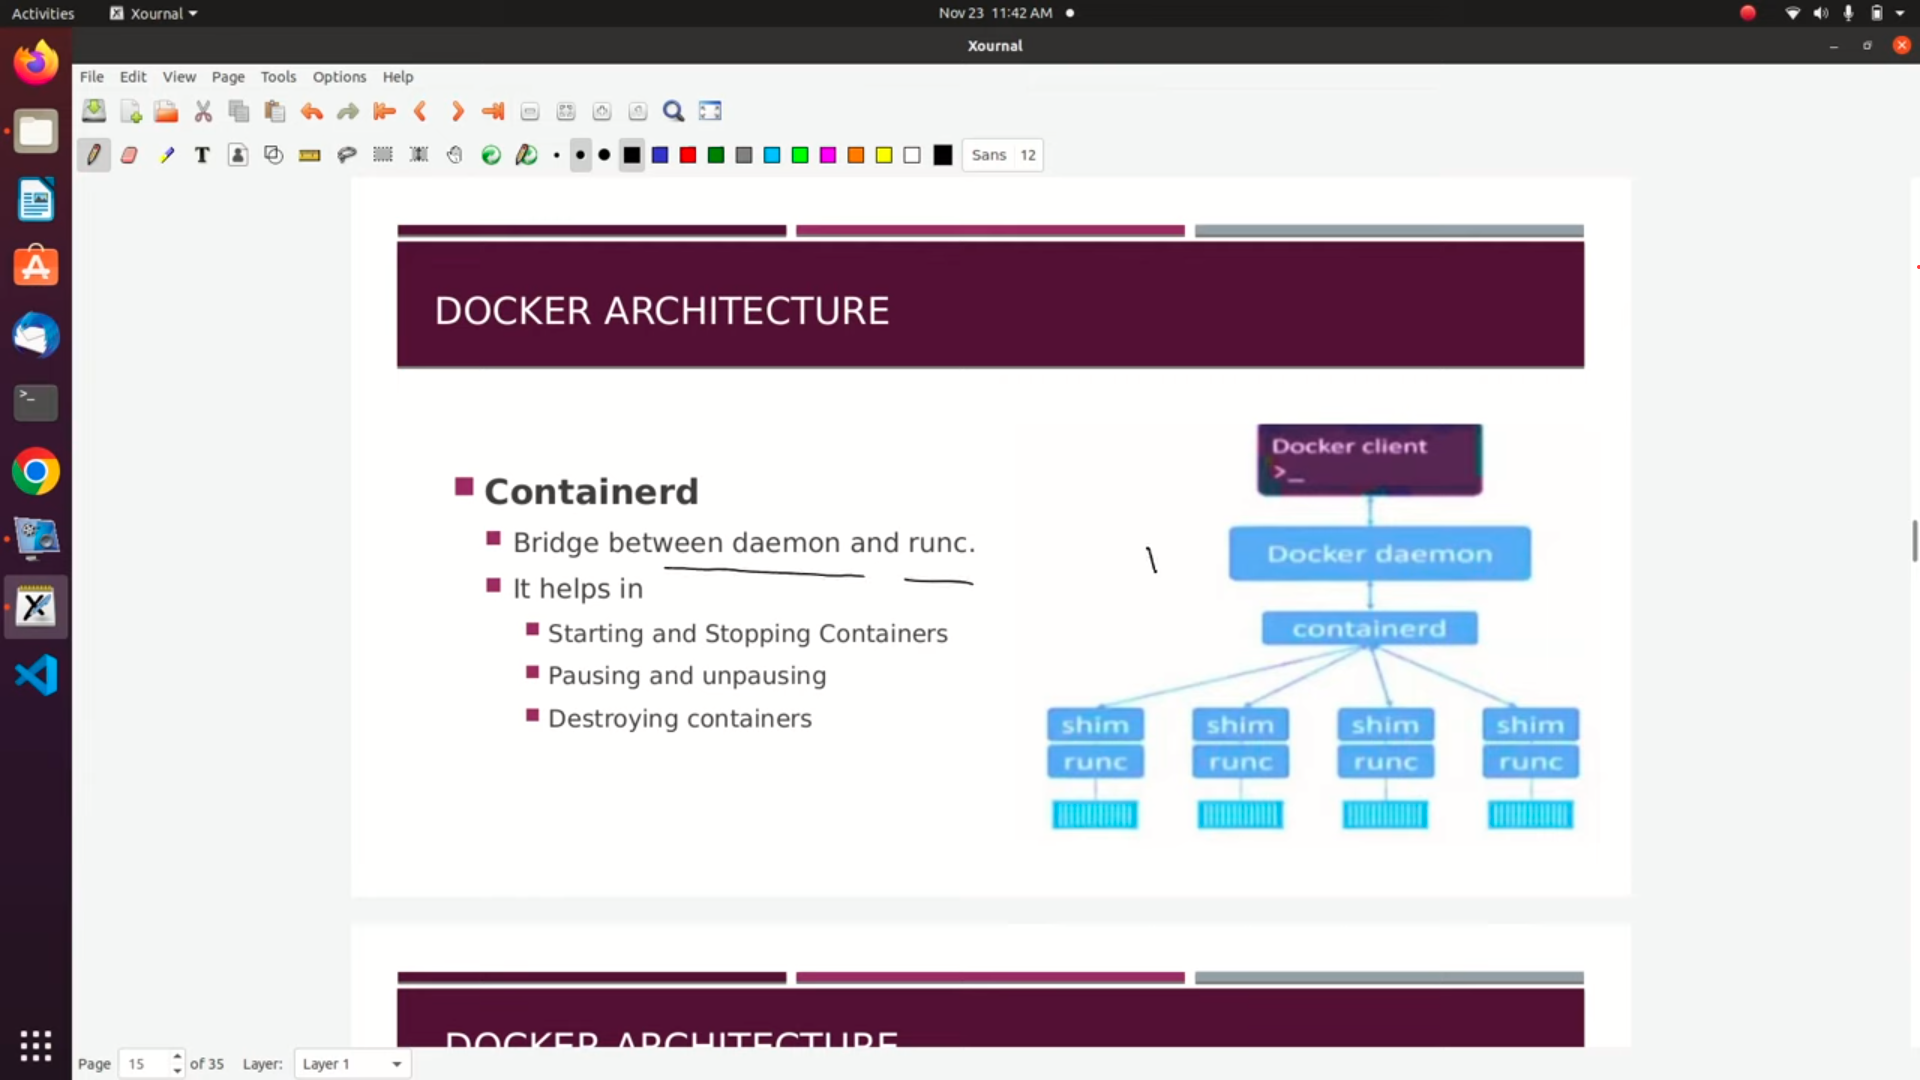 Activities Xournal Nov 23 11:42 AM
Xournal
File Edit View Page Tools Options Help
T Sans 12
DOCKER ARCHITECTURE
Containerd
Bridge between daemon and runc.
It helps in
Starting and Stopping Containers
Pausing and unpausing
Destroying containers
Docker client
>_
Docker daemon
containerd
shim shim shim shim
runc runc runc runc
DOCKER ARCHITECTURE
Page 15 of 35 Layer: Layer 1